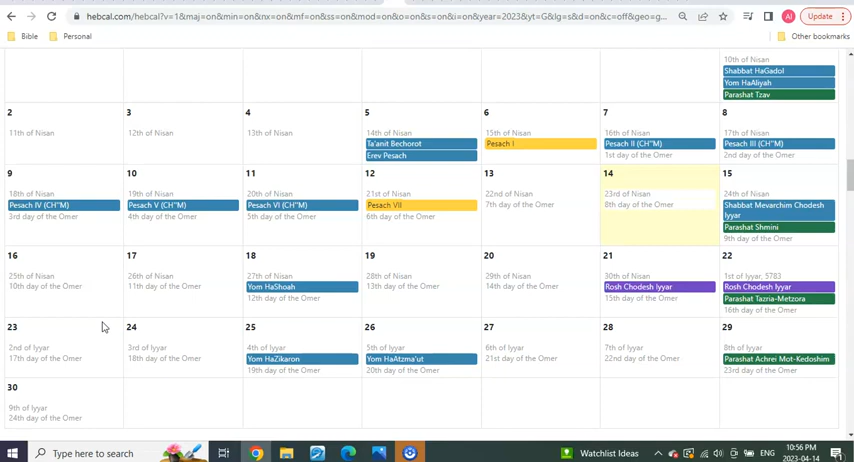 hebcal.com/hebcal?v=1&maj=on&min=on&nx=on&mf=on&ss=on&mod=on&o=on&s=on&i=on&year=2023&yt=G&lg=s&d=on&c=off&geo=g...
AI
Update
Bible
Personal
Other bookmarks
10th of Nisan
Shabbat HaGadol
Yom HaAliyah
Parashat Tzav
2
11th of Nisan
3
12th of Nisan
4
13th of Nisan
5
14th of Nisan
Ta'anit Bechorot
Erev Pesach
6
15th of Nisan
Pesach I
7
16th of Nisan
Pesach II (CH"M)
1st day of the Omer
8
17th of Nisan
Pesach III (CH"M)
2nd day of the Omer
9
18th of Nisan
Pesach IV (CH"M)
3rd day of the Omer
10
19th of Nisan
Pesach V (CH"M)
4th day of the Omer
11
20th of Nisan
Pesach VI (CH"M)
5th day of the Omer
12
21st of Nisan
Pesach VII
6th day of the Omer
13
22nd of Nisan
7th day of the Omer
14
23rd of Nisan
8th day of the Omer
15
24th of Nisan
Shabbat Mevarchim Chodesh
Iyyar
Parashat Shmini
9th day of the Omer
16
25th of Nisan
10th day of the Omer
17
26th of Nisan
11th day of the Omer
18
27th of Nisan
Yom HaShoah
12th day of the Omer
19
28th of Nisan
13th day of the Omer
20
29th of Nisan
14th day of the Omer
21
30th of Nisan
Rosh Chodesh Iyyar
15th day of the Omer
22
1st of Iyyar, 5783
Rosh Chodesh Iyyar
Parashat Tazria-Metzora
16th day of the Omer
23
2nd of Iyyar
17th day of the Omer
24
3rd of Iyyar
18th day of the Omer
25
4th of Iyyar
Yom HaZikaron
19th day of the Omer
26
5th of Iyyar
Yom HaAtzma'ut
20th day of the Omer
27
6th of Iyyar
21st day of the Omer
28
7th of Iyyar
22nd day of the Omer
29
8th of Iyyar
Parashat Achrei Mot-Kedoshim
23rd day of the Omer
30
9th of Iyyar
24th day of the Omer
Type here to search
Watchlist Ideas
ENG
10:56 PM
2023-04-14